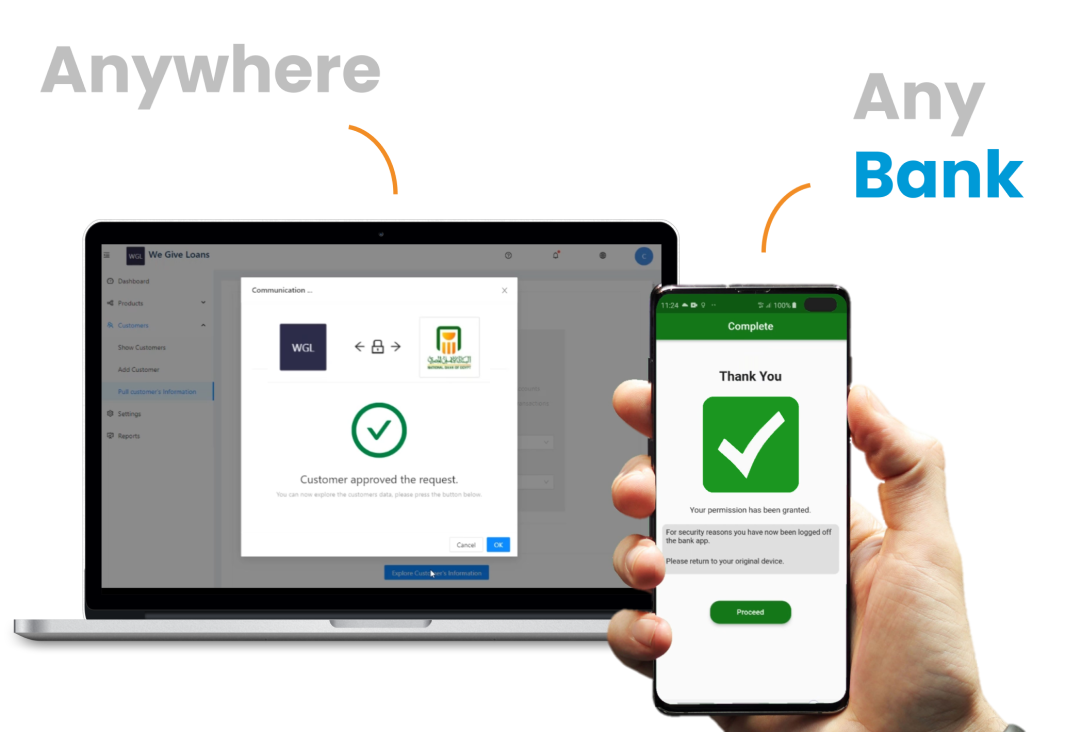 Anywhere
Any
Bank
WGL We Give Loans
Dashboard
Products
Customers
Show Customers
Add Customer
Pull customer's Information
Settings
Reports
Communication ...
WGL
NATIONAL BANK OF EGYPT
Customer approved the request.
You can now explore the customers data, please press the button below.
Cancel
OK
Explore Customer's Information
11:24
100%
Complete
Thank You
Your permission has been granted.
For security reasons you have now been logged off
the bank app.
Please return to your original device.
Proceed